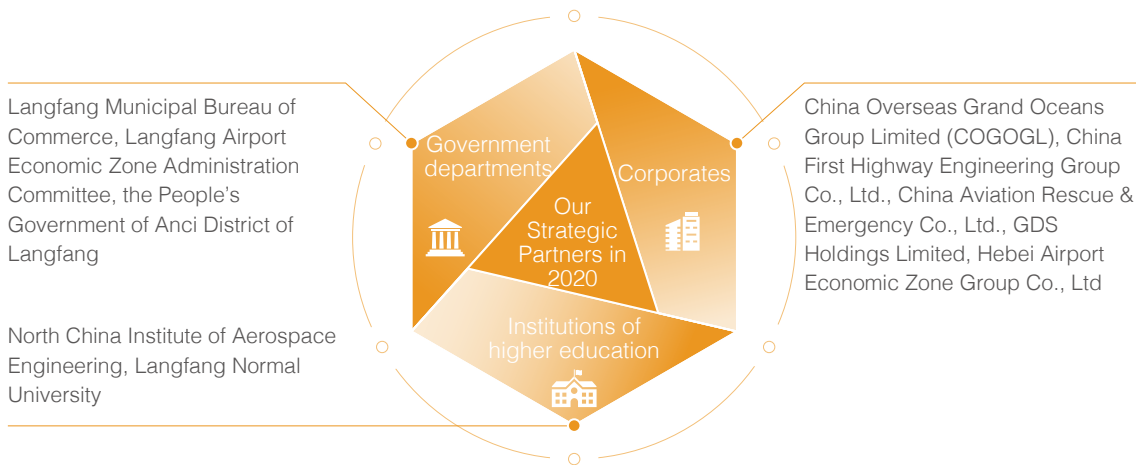 Langfang Municipal Bureau of
Commerce, Langfang Airport
Economic Zone Administration
Committee, the People’s
Government of Anci District of
Langfang
North China Institute of Aerospace
Engineering, Langfang Normal
University
Government
departments
Corporates
Our
Strategic
Partners in
2020
Institutions of
higher education
China Overseas Grand Oceans
Group Limited (COGOGL), China
First Highway Engineering Group
Co., Ltd., China Aviation Rescue &
Emergency Co., Ltd., GDS
Holdings Limited, Hebei Airport
Economic Zone Group Co., Ltd